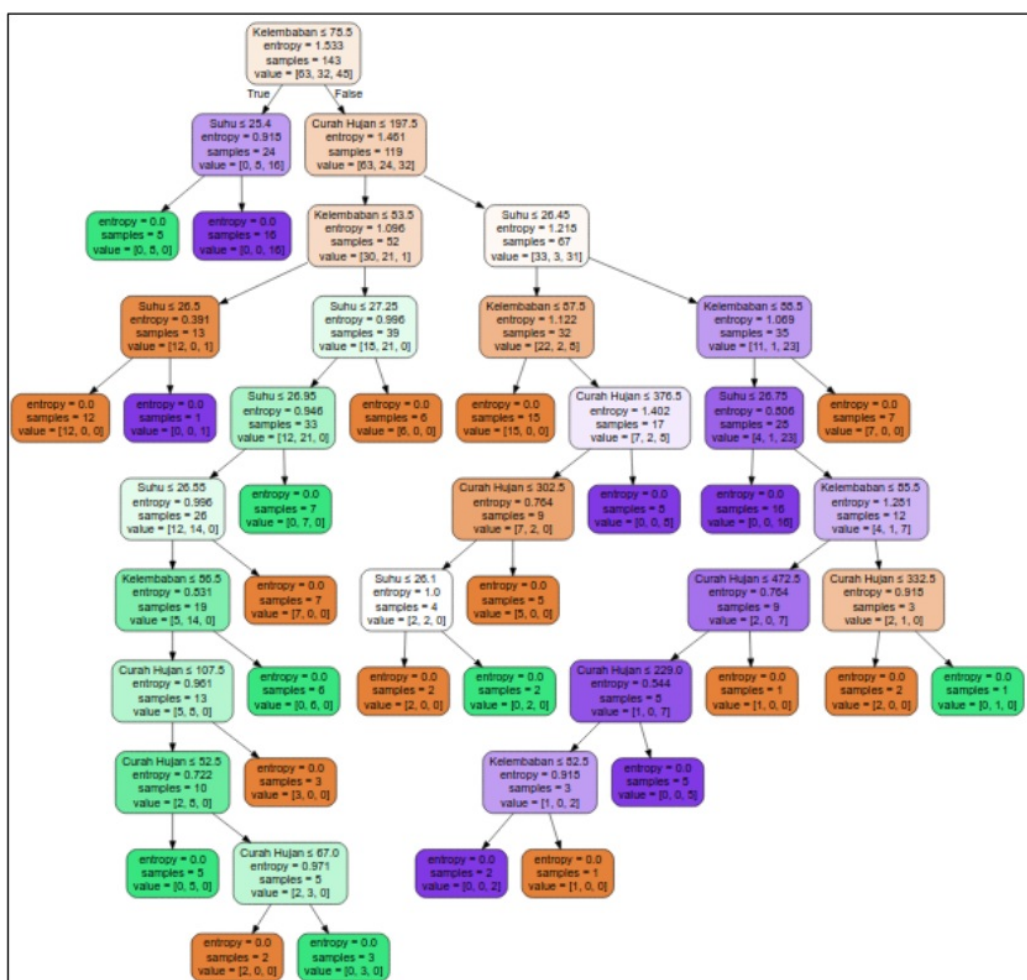 Kelembaban ≤ 78.5
entropy = 1.533
samples = 143
value = [63, 32, 48]
True
False
Suhu ≤ 25.4
entropy = 0.918
samples = 24
value = [0, 8, 16]
Curah Hujan ≤ 197.5
entropy = 1.461
samples = 119
value = [63, 24, 32]
entropy = 0.0
samples = 8
value = [0, 8, 0]
entropy = 0.0
samples = 16
value = [0, 0, 16]
Kelembaban ≤ 83.5
entropy = 1.096
samples = 52
value = [30, 21, 1]
Suhu ≤ 26.45
entropy = 1.218
samples = 67
value = [33, 3, 31]
Suhu ≤ 26.5
entropy = 0.391
samples = 13
value = [12, 0, 1]
Suhu ≤ 27.25
entropy = 0.996
samples = 39
value = [18, 21, 0]
Kelembaban ≤ 87.5
entropy = 1.122
samples = 32
value = [22, 2, 8]
Kelembaban ≤ 88.5
entropy = 1.069
samples = 35
value = [11, 1, 23]
entropy = 0.0
samples = 12
value = [12, 0, 0]
entropy = 0.0
samples = 1
value = [0, 0, 1]
Suhu ≤ 26.95
entropy = 0.946
samples = 33
value = [12, 21, 0]
entropy = 0.0
samples = 6
value = [6, 0, 0]
entropy = 0.0
samples = 15
value = [15, 0, 0]
Curah Hujan ≤ 376.5
entropy = 1.402
samples = 17
value = [7, 2, 8]
Suhu ≤ 26.75
entropy = 0.806
samples = 28
value = [4, 1, 23]
entropy = 0.0
samples = 7
value = [7, 0, 0]
Suhu ≤ 26.55
entropy = 0.996
samples = 26
value = [12, 14, 0]
entropy = 0.0
samples = 7
value = [0, 7, 0]
Curah Hujan ≤ 302.5
entropy = 0.764
samples = 9
value = [7, 2, 0]
entropy = 0.0
samples = 8
value = [0, 0, 8]
entropy = 0.0
samples = 16
value = [0, 0, 16]
Kelembaban ≤ 85.5
entropy = 1.281
samples = 12
value = [4, 1, 7]
Kelembaban ≤ 86.5
entropy = 0.831
samples = 19
value = [5, 14, 0]
entropy = 0.0
samples = 7
value = [7, 0, 0]
Suhu ≤ 26.1
entropy = 1.0
samples = 4
value = [2, 2, 0]
entropy = 0.0
samples = 5
value = [5, 0, 0]
Curah Hujan ≤ 472.5
entropy = 0.764
samples = 9
value = [2, 0, 7]
Curah Hujan ≤ 332.5
entropy = 0.918
samples = 3
value = [2, 1, 0]
Curah Hujan ≤ 107.5
entropy = 0.961
samples = 13
value = [5, 8, 0]
entropy = 0.0
samples = 6
value = [0, 6, 0]
entropy = 0.0
samples = 2
value = [2, 0, 0]
entropy = 0.0
samples = 2
value = [0, 2, 0]
Curah Hujan ≤ 229.0
entropy = 0.544
samples = 8
value = [1, 0, 7]
entropy = 0.0
samples = 1
value = [1, 0, 0]
entropy = 0.0
samples = 2
value = [2, 0, 0]
entropy = 0.0
samples = 1
value = [0, 1, 0]
Curah Hujan ≤ 52.5
entropy = 0.722
samples = 10
value = [2, 8, 0]
entropy = 0.0
samples = 3
value = [3, 0, 0]
Kelembaban ≤ 82.5
entropy = 0.918
samples = 3
value = [1, 0, 2]
entropy = 0.0
samples = 5
value = [0, 0, 5]
entropy = 0.0
samples = 5
value = [0, 5, 0]
Curah Hujan ≤ 67.0
entropy = 0.971
samples = 5
value = [2, 3, 0]
entropy = 0.0
samples = 2
value = [0, 0, 2]
entropy = 0.0
samples = 1
value = [1, 0, 0]
entropy = 0.0
samples = 2
value = [2, 0, 0]
entropy = 0.0
samples = 3
value = [0, 3, 0]